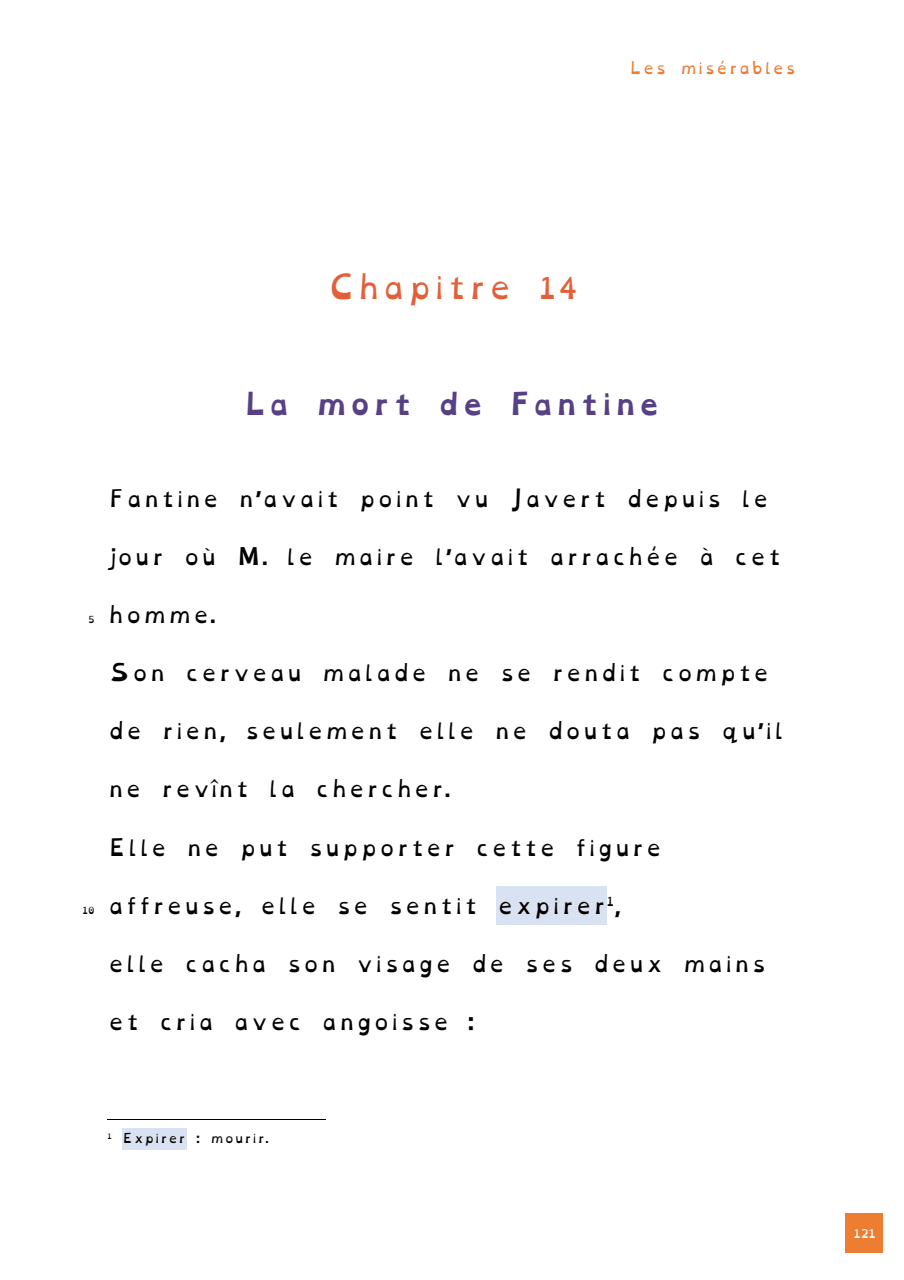 Les misérables
Chapitre 14
La mort de Fantine
Fantine n'avait point vu Javert depuis le
jour où M. le maire l'avait arrachée à cet
5 homme.
Son cerveau malade ne se rendit compte
de rien, seulement elle ne douta pas qu'il
ne revînt la chercher.
Elle ne put supporter cette figure
10 affreuse, elle se sentit expirer¹,
elle cacha son visage de ses deux mains
et cria avec angoisse :
¹ Expirer : mourir.
121